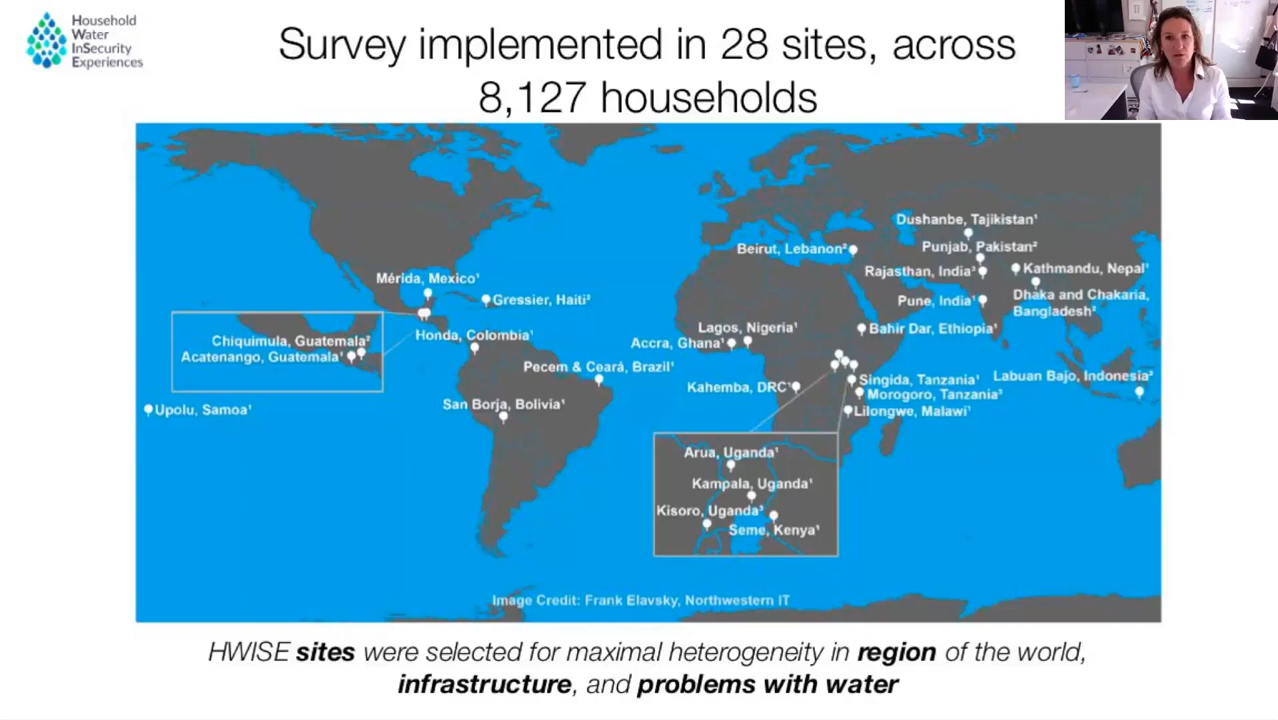 Household
Water
InSecurity
Experiences
Survey implemented in 28 sites, across
8,127 households
Dushanbe, Tajikistan¹
Beirut, Lebanon²
Punjab, Pakistan²
Rajasthan, India³
Kathmandu, Nepal¹
Mérida, Mexico¹
Gressier, Haiti³
Pune, India¹
Dhaka and Chakaria,
Bangladesh²
Chiquimula, Guatemala²
Acatenango, Guatemala¹
Honda, Colombia¹
Lagos, Nigeria¹
Accra, Ghana¹
Bahir Dar, Ethiopia¹
Pecem & Ceará, Brazil¹
Kahemba, DRC¹
Singida, Tanzania¹
Labuan Bajo, Indonesia²
Morogoro, Tanzania³
Upolu, Samoa¹
San Borja, Bolivia¹
Lilongwe, Malawi¹
Arua, Uganda¹
Kampala, Uganda¹
Kisoro, Uganda³
Seme, Kenya¹
Image Credit: Frank Elavsky, Northwestern IT
HWISE sites were selected for maximal heterogeneity in region of the world,
infrastructure, and problems with water